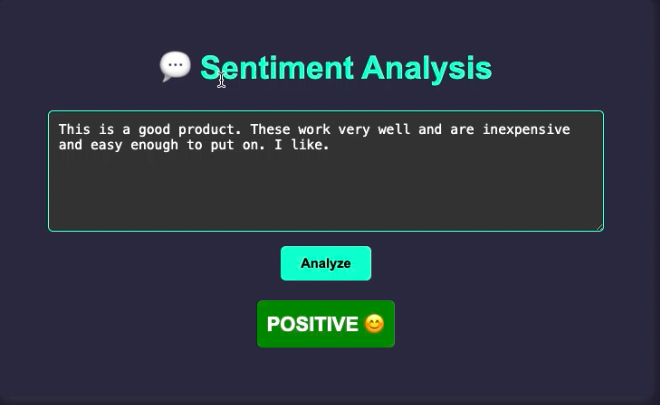 💬 Sentiment Analysis
This is a good product. These work very well and are inexpensive
and easy enough to put on. I like.
Analyze
POSITIVE 😊